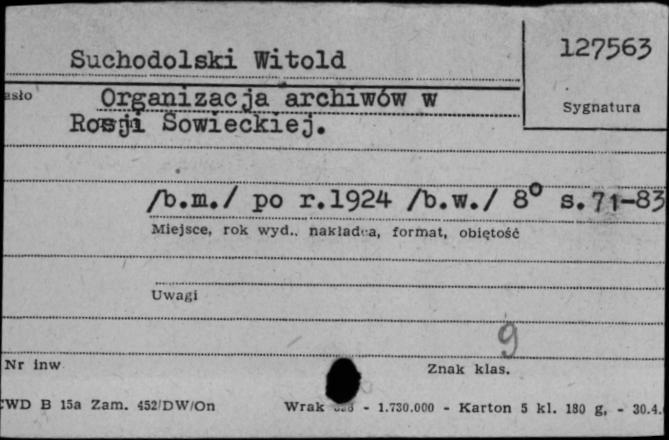 Suchodolski Witold
127563
asło
Organizacja archiwów w
Sygnatura
Rosji Sowieckiej.
/b.m./ po r.1924 /b.w./ 8° s.71-83
Miejsce, rok wyd., nakładca, format, obiętość
Uwagi
9
Nr inw
Znak klas.
CWD B 15a Zam. 452/DW/On
Wrak - 1.730.000 - Karton 5 kl. 180 g, - 30.4.